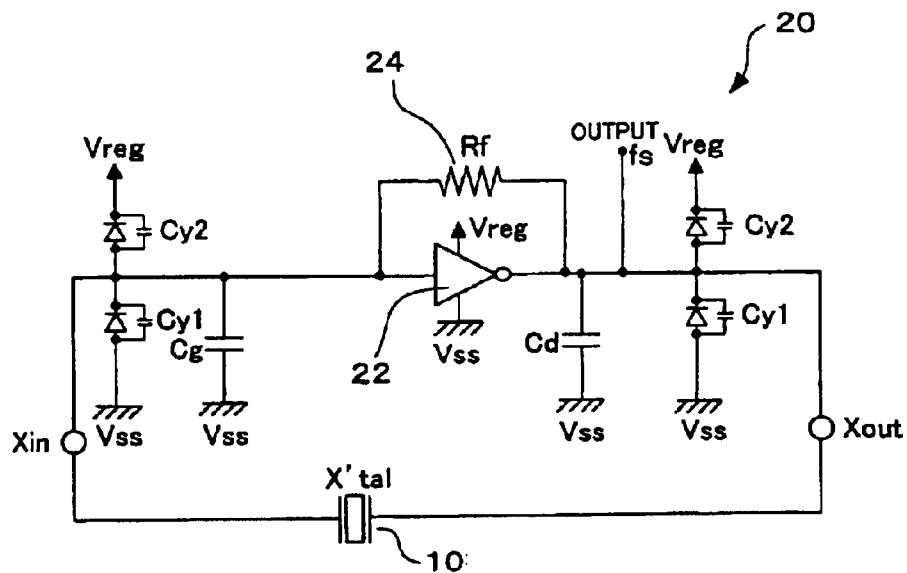 20
24
OUTPUT
Vreg
Rf
fs
Vreg
Cy2
Vreg
Cy2
Cy1
Cg
22
Vss
Cd
Cy1
Vss
Vss
Vss
Vss
Xin
Xout
X'tal
10